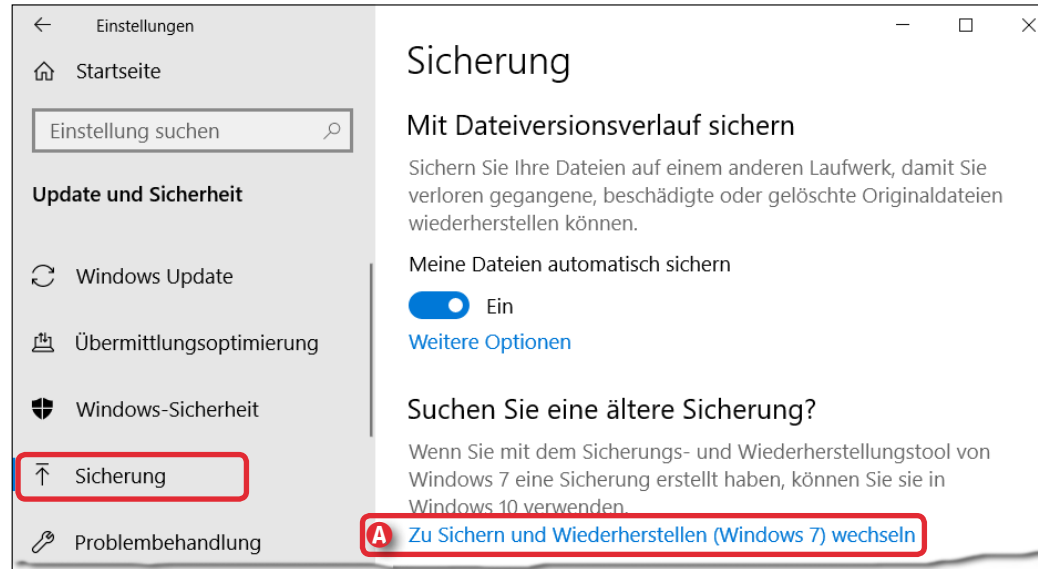 Einstellungen
Startseite
Einstellung suchen
Update und Sicherheit
Windows Update
Übermittlungsoptimierung
Windows-Sicherheit
Sicherung
Problembehandlung
Sicherung
Mit Dateiversionsverlauf sichern
Sichern Sie Ihre Dateien auf einem anderen Laufwerk, damit Sie
verloren gegangene, beschädigte oder gelöschte Originaldateien
wiederherstellen können.
Meine Dateien automatisch sichern
Ein
Weitere Optionen
Suchen Sie eine ältere Sicherung?
Wenn Sie mit dem Sicherungs- und Wiederherstellungstool von
Windows 7 eine Sicherung erstellt haben, können Sie sie in
Windows 10 verwenden.
A Zu Sichern und Wiederherstellen (Windows 7) wechseln